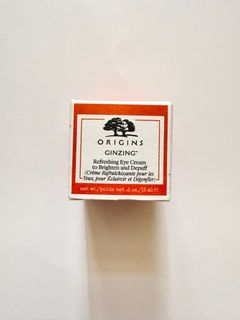 ORIGINS
GINZING™
Refreshing Eye Cream
to Brighten and Depuff
(Crème Rafraîchissante pour les
Yeux, pour Éclaircir et Dégonfler)
net wt./poids net .5 oz./15 ml ℮